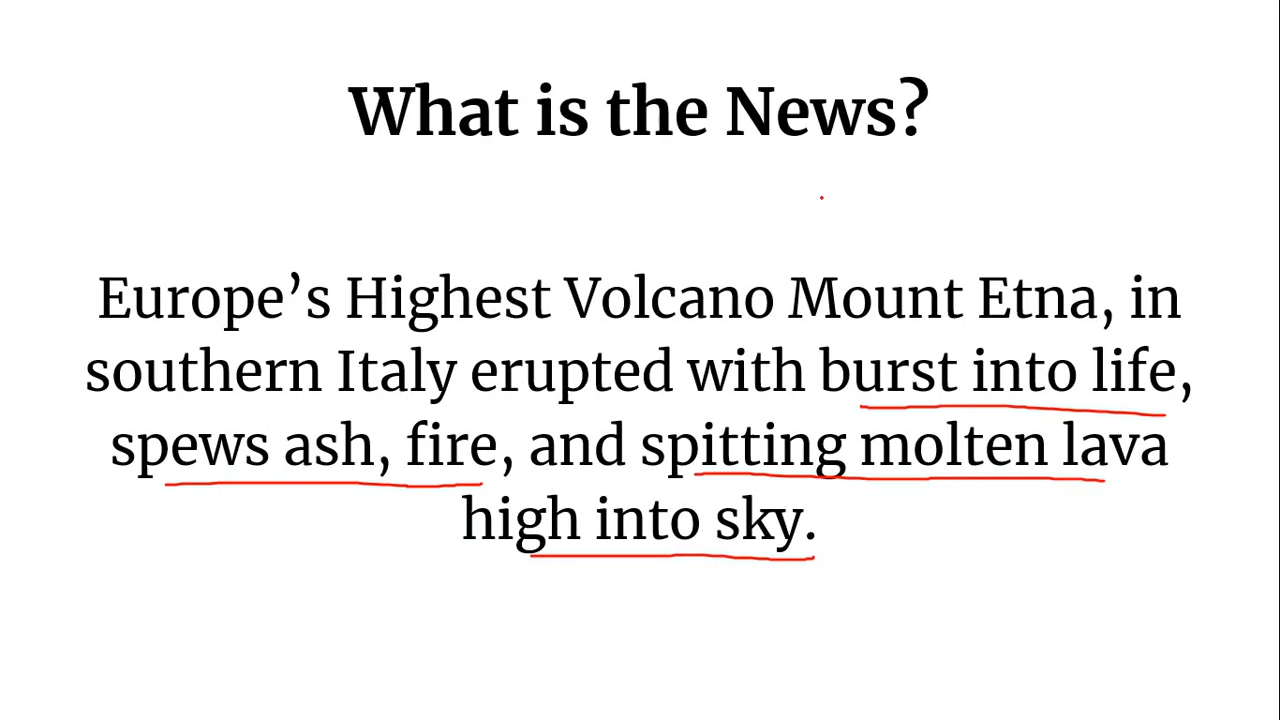 What is the News?
Europe’s Highest Volcano Mount Etna, in
southern Italy erupted with burst into life,
spews ash, fire, and spitting molten lava
high into sky.